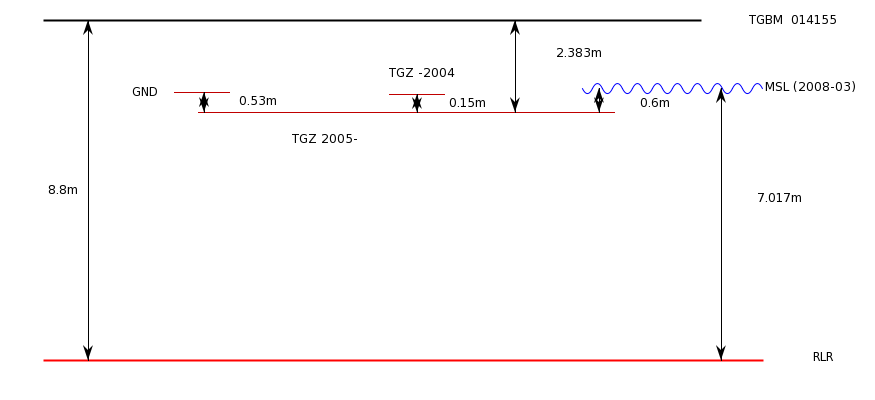 TGBM 014155
2.383m
TGZ -2004
GND
MSL (2008-03)
0.53m
0.15m
0.6m
TGZ 2005-
8.8m
7.017m
RLR